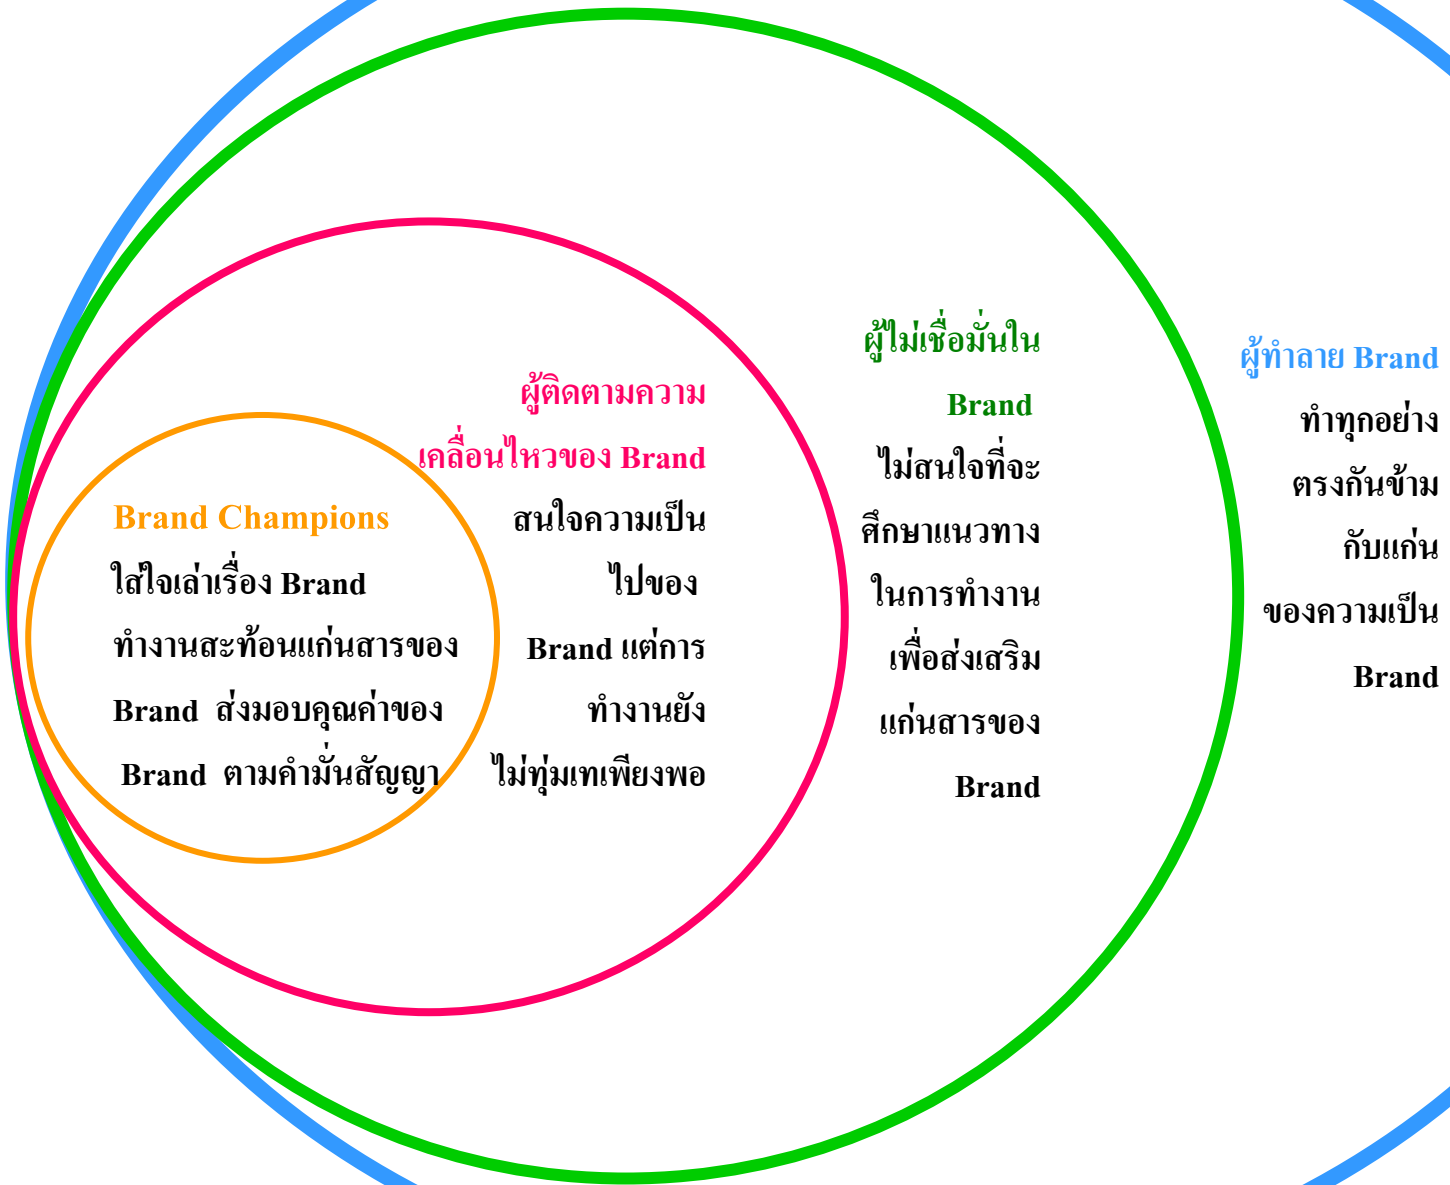 Brand Champions
ใส่ใจเล่าเรื่อง Brand
ทำงานสะท้อนแก่นสารของ
Brand ส่งมอบคุณค่าของ
Brand ตามคำมั่นสัญญา
ผู้ติดตามความ
เคลื่อนไหวของ Brand
สนใจความเป็น
ไปของ
Brand แต่การ
ทำงานยัง
ไม่ทุ่มเทเพียงพอ
ผู้ไม่เชื่อมั่นใน
Brand
ไม่สนใจที่จะ
ศึกษาแนวทาง
ในการทำงาน
เพื่อส่งเสริม
แก่นสารของ
Brand
ผู้ทำลาย Brand
ทำทุกอย่าง
ตรงกันข้าม
กับแก่น
ของความเป็น
Brand